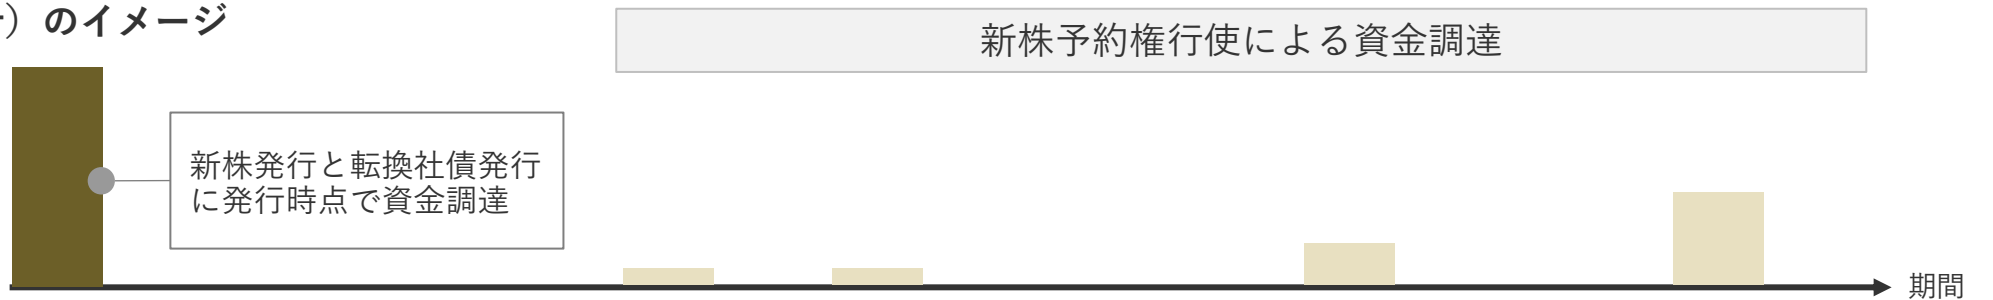 ）のイメージ
新株予約権行使による資金調達
新株発行と転換社債発行
に発行時点で資金調達
期間